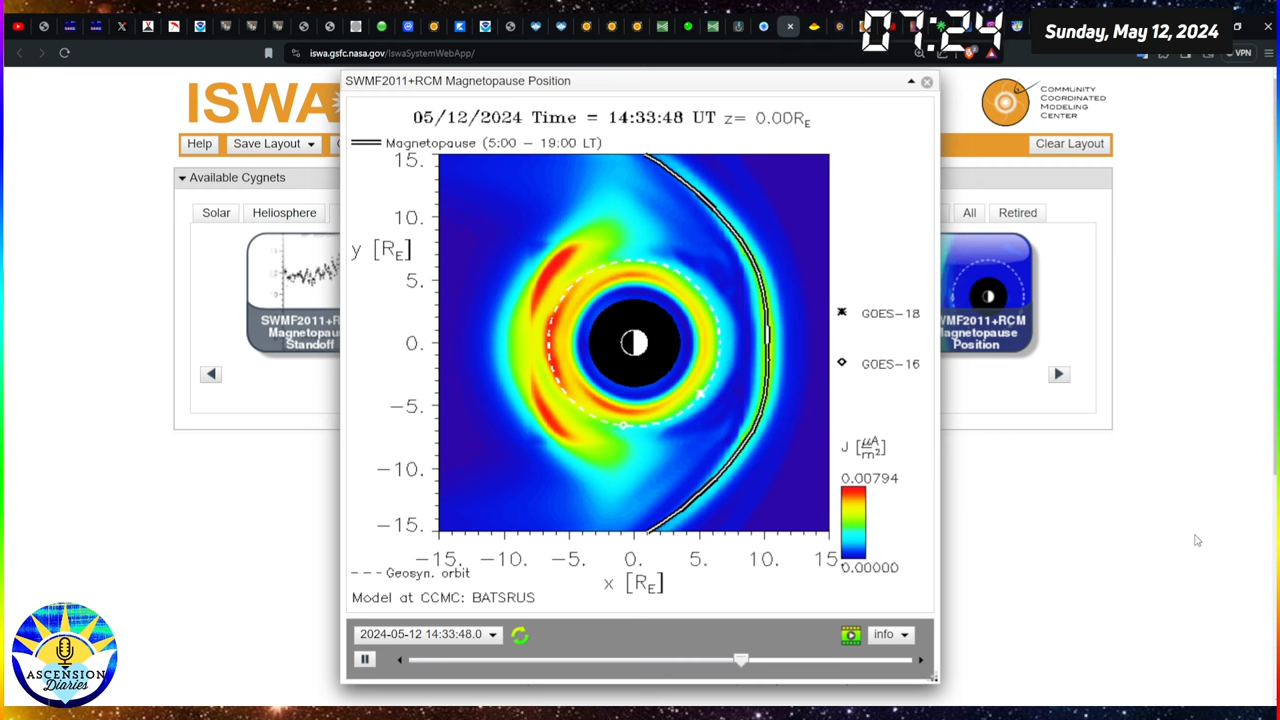 07:24
Sunday, May 12, 2024
iswa.gsfc.nasa.gov/IswaSystemWebApp/
VPN
SWMF2011+RCM Magnetopause Position
ISWA
COMMUNITY
COORDINATED
MODELING
CENTER
Help
Save Layout
Clear Layout
Available Cygnets
Solar
Heliosphere
All
Retired
SWMF2011+R
Magnetopaus
Standoff
WMF2011+RCM
agnetopause
Position
05/12/2024 Time = 14:33:48 UT z= 0.00RE
Magnetopause (5:00 – 19:00 LT)
15.
10.
y [RE]
5.
0.
−5.
−10.
−15.
−15. −10. −5. 0. 5. 10. 15.
x [RE]
GOES-18
GOES-16
J [μA/m²]
0.00794
0.00000
Geosyn. orbit
Model at CCMC: BATSRUS
2024-05-12 14:33:48.0
info
ASCENSION
Diaries